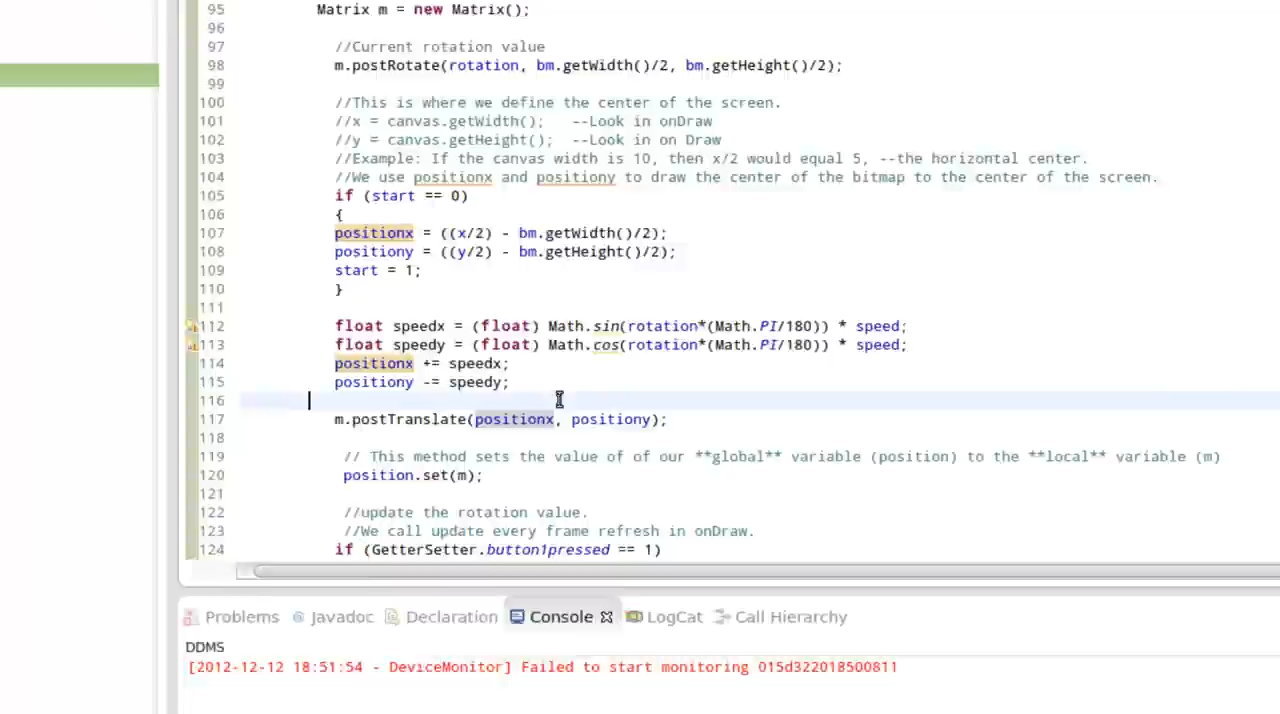 95 Matrix m = new Matrix();
96
97 //Current rotation value
98 m.postRotate(rotation, bm.getWidth()/2, bm.getHeight()/2);
99
100 //This is where we define the center of the screen.
101 //x = canvas.getWidth();   --Look in onDraw
102 //y = canvas.getHeight();  --Look in on Draw
103 //Example: If the canvas width is 10, then x/2 would equal 5, --the horizontal center.
104 //We use positionx and positiony to draw the center of the bitmap to the center of the screen.
105 if (start == 0)
106 {
107 positionx = ((x/2) - bm.getWidth()/2);
108 positiony = ((y/2) - bm.getHeight()/2);
109 start = 1;
110 }
111
112 float speedx = (float) Math.sin(rotation*(Math.PI/180)) * speed;
113 float speedy = (float) Math.cos(rotation*(Math.PI/180)) * speed;
114 positionx += speedx;
115 positiony -= speedy;
116
117 m.postTranslate(positionx, positiony);
118
119 // This method sets the value of of our **global** variable (position) to the **local** variable (m)
120 position.set(m);
121
122 //update the rotation value.
123 //We call update every frame refresh in onDraw.
124 if (GetterSetter.button1pressed == 1)
Problems Javadoc Declaration Console LogCat Call Hierarchy
DDMS
[2012-12-12 18:51:54 - DeviceMonitor] Failed to start monitoring 015d322018500811